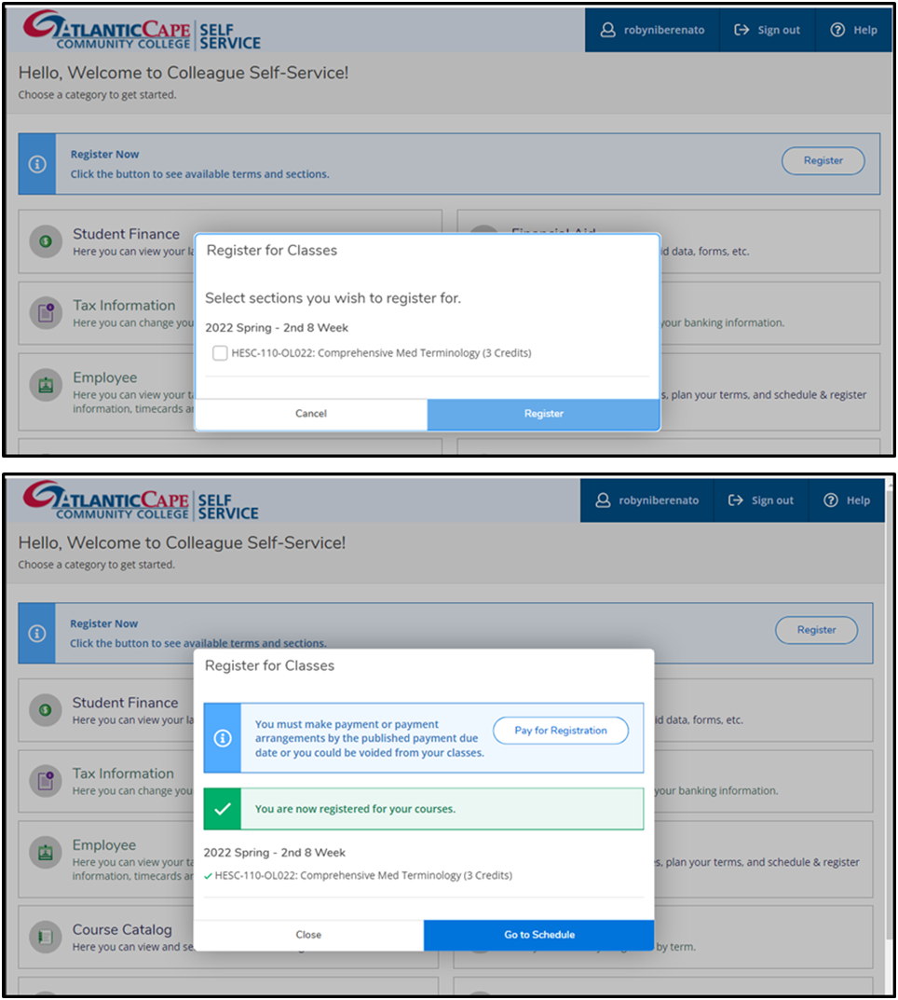 ATLANTICCAPE SELF
COMMUNITY COLLEGE SERVICE
robyniberenato Sign out Help
Hello, Welcome to Colleague Self-Service!
Choose a category to get started.
Register Now
Click the button to see available terms and sections.
Register
Student Finance
Here you can view your la
Financial Aid
id data, forms, etc.
Tax Information
Here you can change you
your banking information.
Employee
Here you can view your ta
information, timecards ar
s, plan your terms, and schedule & register
Register for Classes
Select sections you wish to register for.
2022 Spring - 2nd 8 Week
HESC-110-OL022: Comprehensive Med Terminology (3 Credits)
Cancel Register
ATLANTICCAPE SELF
COMMUNITY COLLEGE SERVICE
robyniberenato Sign out Help
Hello, Welcome to Colleague Self-Service!
Choose a category to get started.
Register Now
Click the button to see available terms and sections.
Register
Student Finance
Here you can view your la
id data, forms, etc.
Tax Information
Here you can change you
your banking information.
Employee
Here you can view your ta
information, timecards ar
s, plan your terms, and schedule & register
Course Catalog
Here you can view and se
by term.
Register for Classes
You must make payment or payment
arrangements by the published payment due
date or you could be voided from your classes.
Pay for Registration
You are now registered for your courses.
2022 Spring - 2nd 8 Week
HESC-110-OL022: Comprehensive Med Terminology (3 Credits)
Close Go to Schedule